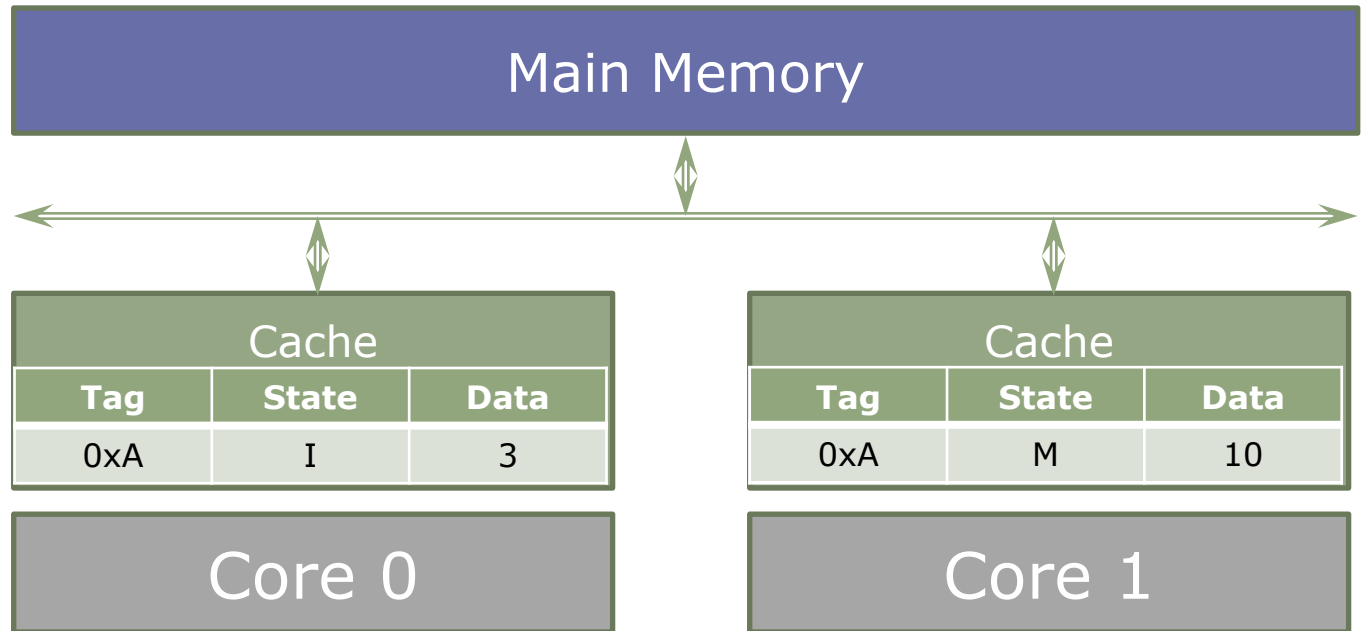 Main Memory
Cache
Tag State Data
0xA I 3
Cache
Tag State Data
0xA M 10
Core 0
Core 1